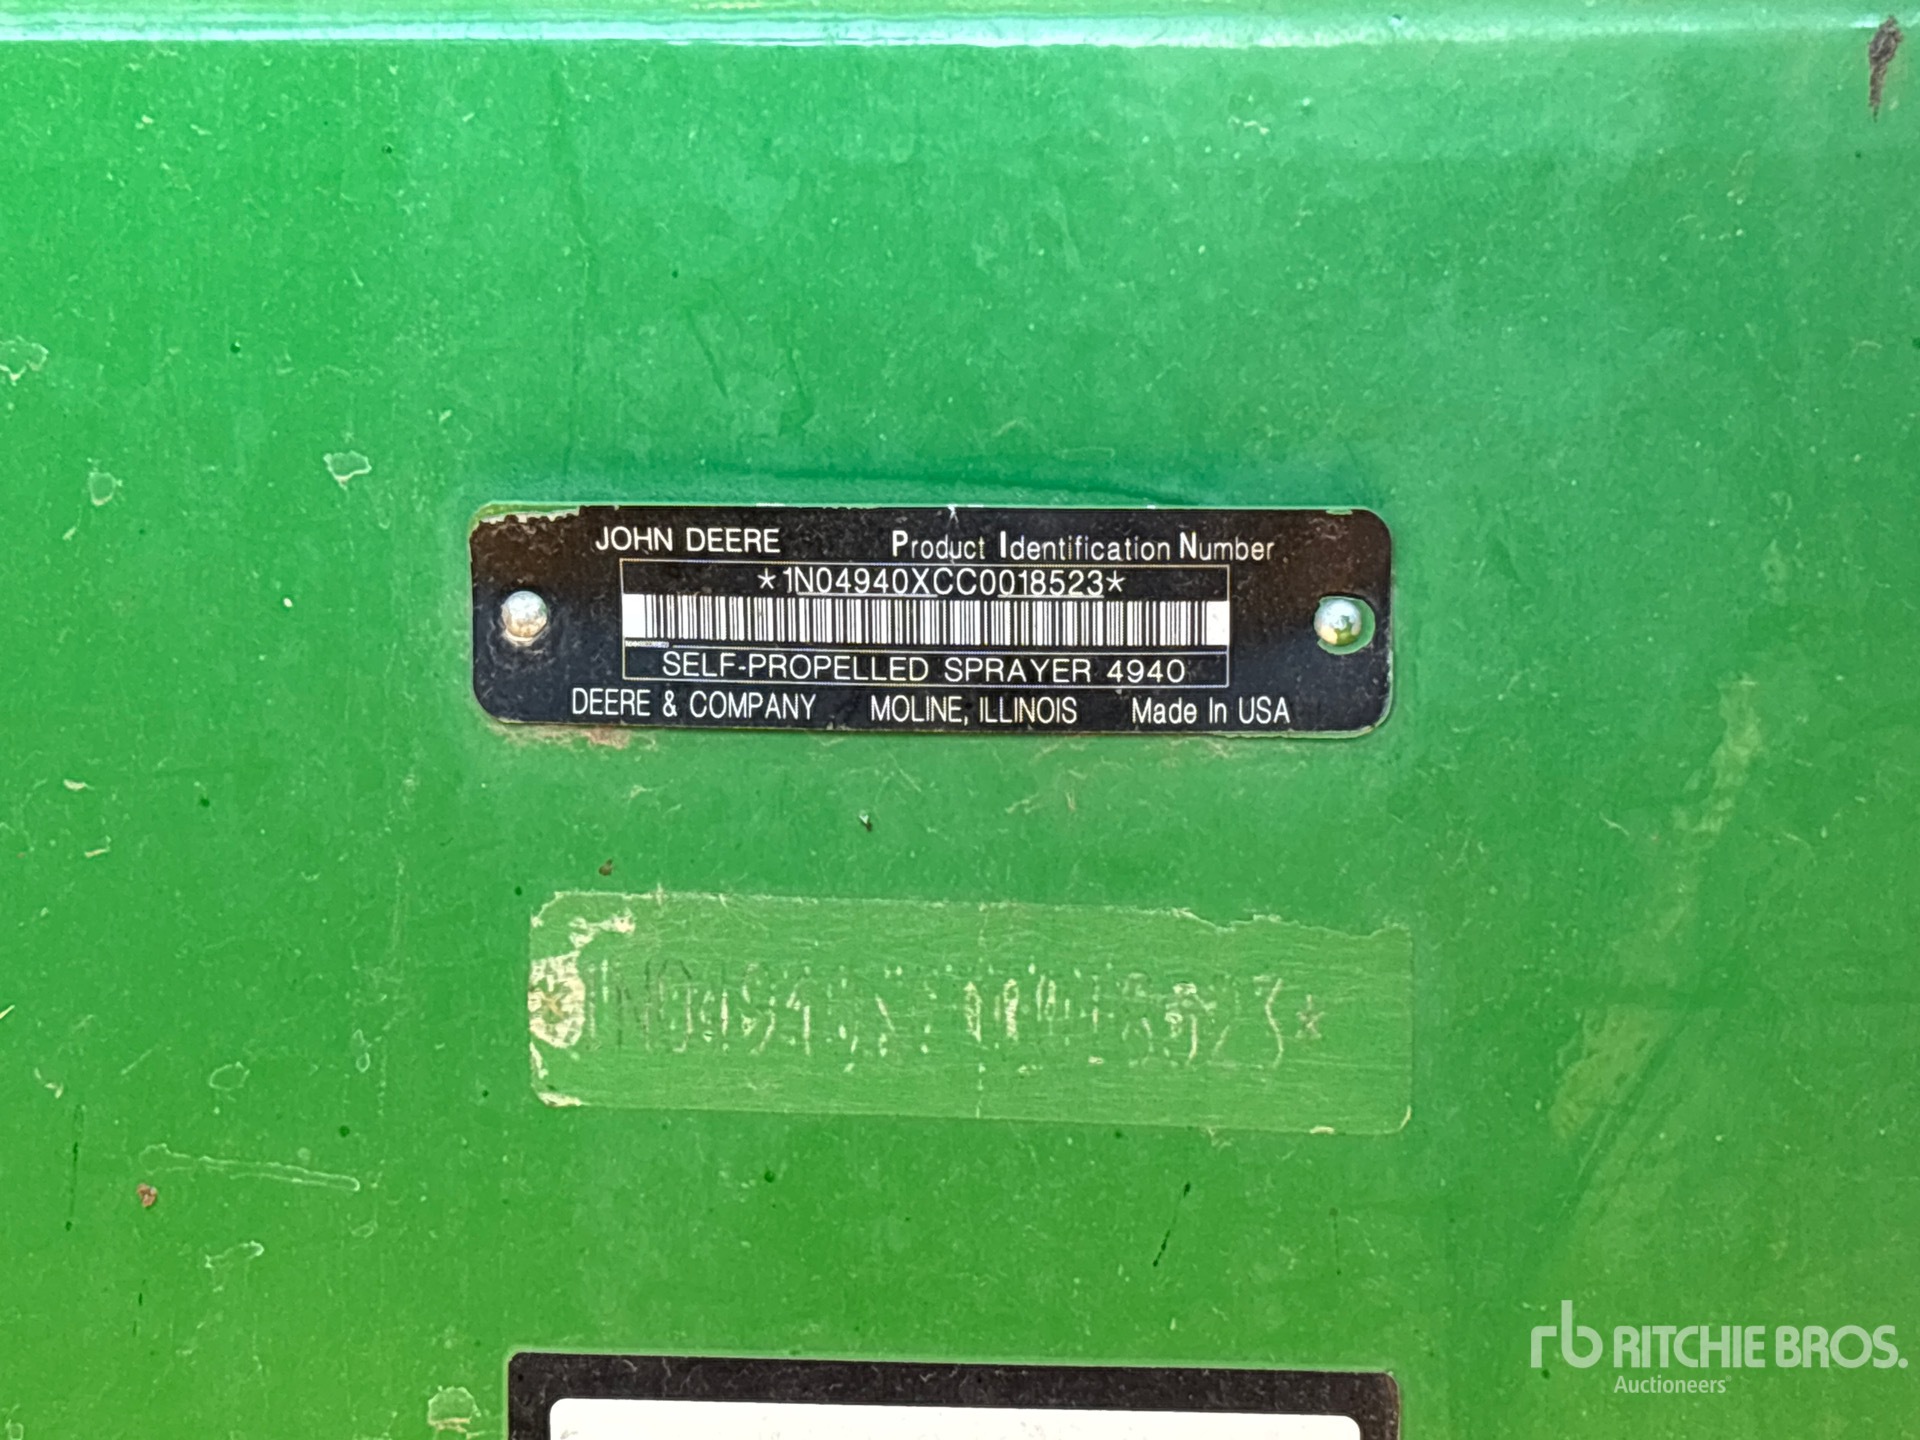 JOHN DEERE Product Identification Number
*1N04940XCC0018523*
SELF-PROPELLED SPRAYER 4940
DEERE & COMPANY MOLINE, ILLINOIS Made In USA
rb RITCHIE BROS.
Auctioneers